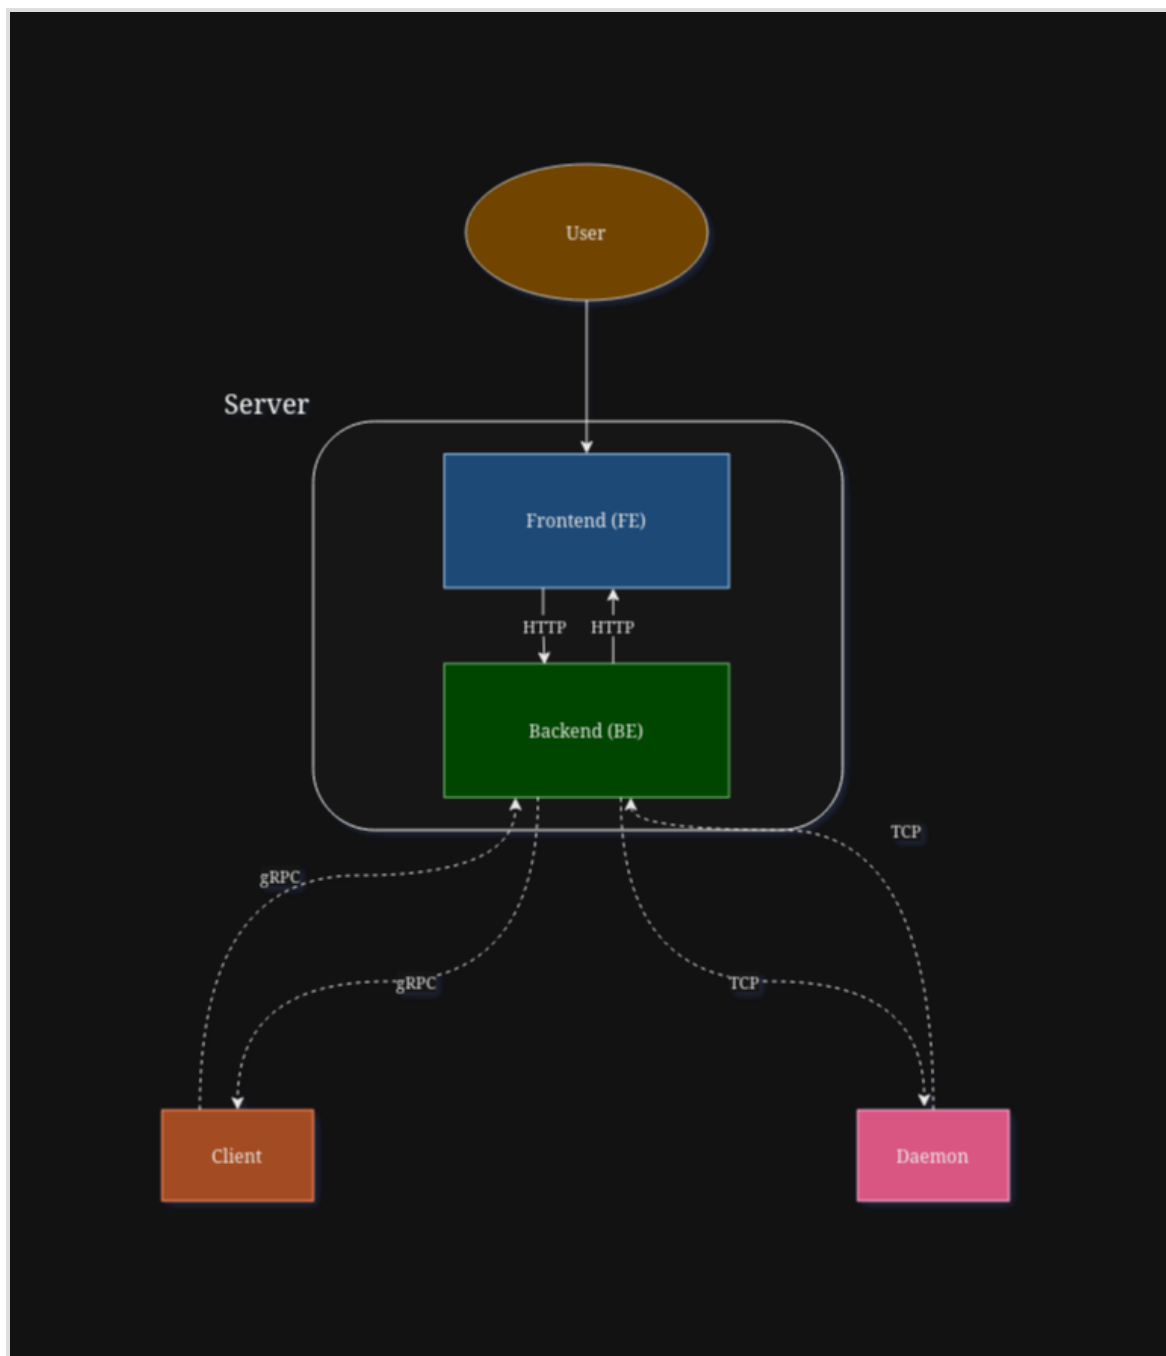 User
Server
Frontend (FE)
HTTP
HTTP
Backend (BE)
TCP
gRPC
gRPC
TCP
Client
Daemon